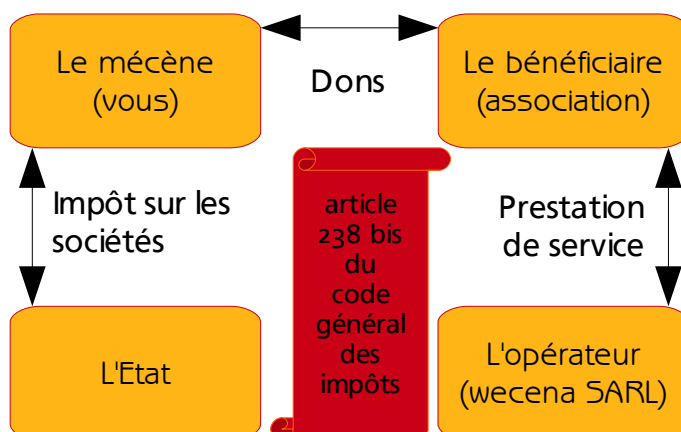 Le mécène
(vous)
Dons
Le bénéficiaire
(association)
Impôt sur les
sociétés
article
238 bis
du
code
général
des
impôts
Prestation
de service
L'Etat
L'opérateur
(wecena SARL)